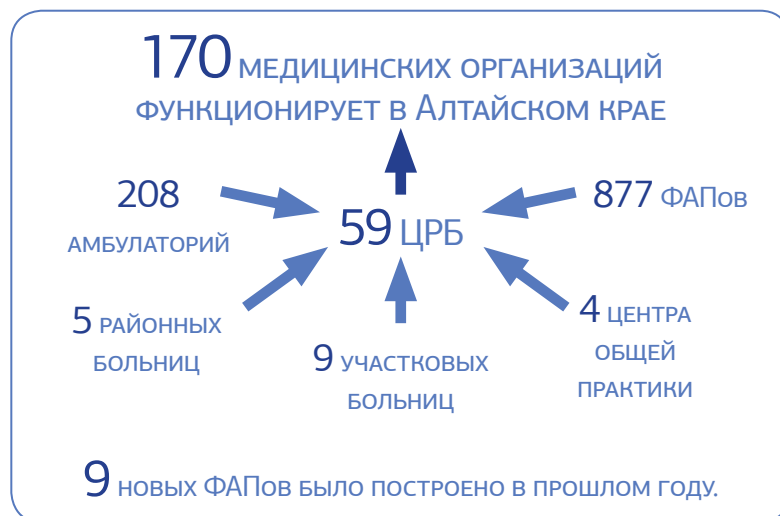 170 МЕДИЦИНСКИХ ОРГАНИЗАЦИЙ
ФУНКЦИОНИРУЕТ В АЛТАЙСКОМ КРАЕ
208
АМБУЛАТОРИЙ
59 ЦРБ
877 ФАПОВ
5 РАЙОННЫХ
БОЛЬНИЦ
9 УЧАСТКОВЫХ
БОЛЬНИЦ
4 ЦЕНТРА
ОБЩЕЙ
ПРАКТИКИ
9 НОВЫХ ФАПОВ БЫЛО ПОСТРОЕНО В ПРОШЛОМ ГОДУ.